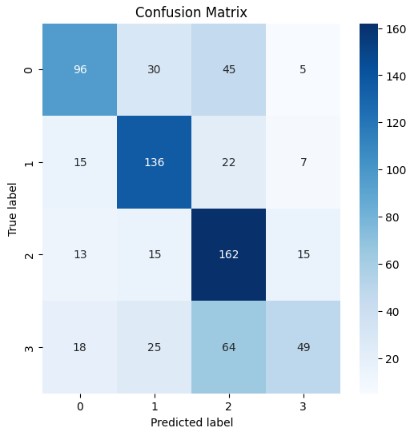 Confusion Matrix
0 96 30 45 5
1 15 136 22 7
2 13 15 162 15
3 18 25 64 49
0 1 2 3
Predicted label
True label
160
140
120
100
80
60
40
20